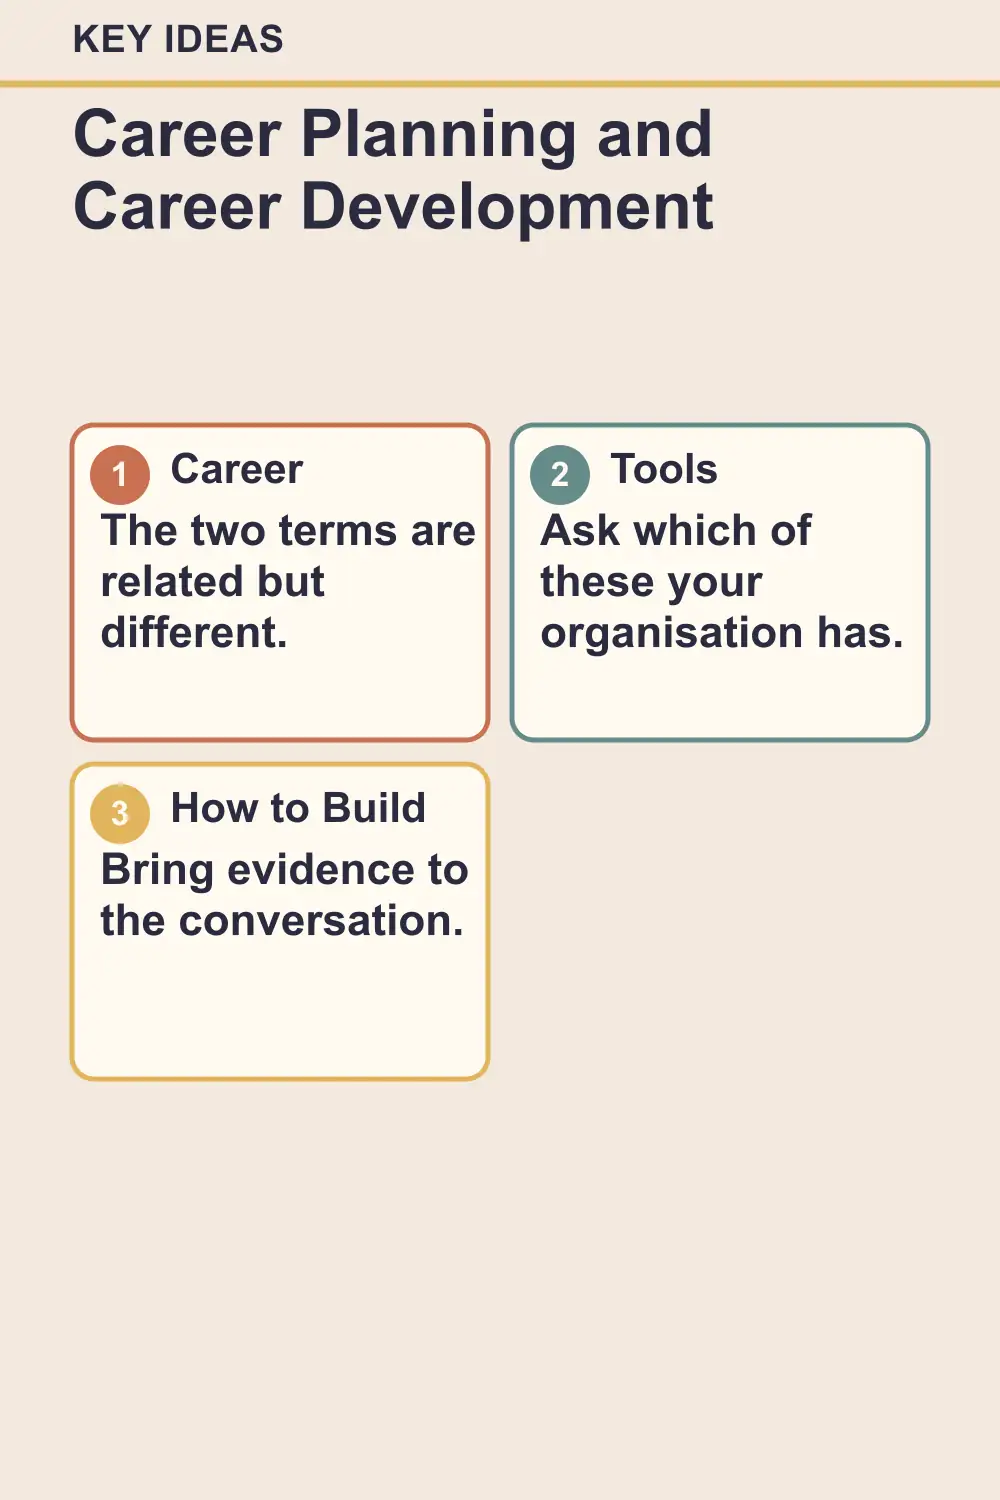 KEY IDEAS
Career Planning and
Career Development
1 Career
The two terms are
related but
different.
2 Tools
Ask which of
these your
organisation has.
3 How to Build
Bring evidence to
the conversation.